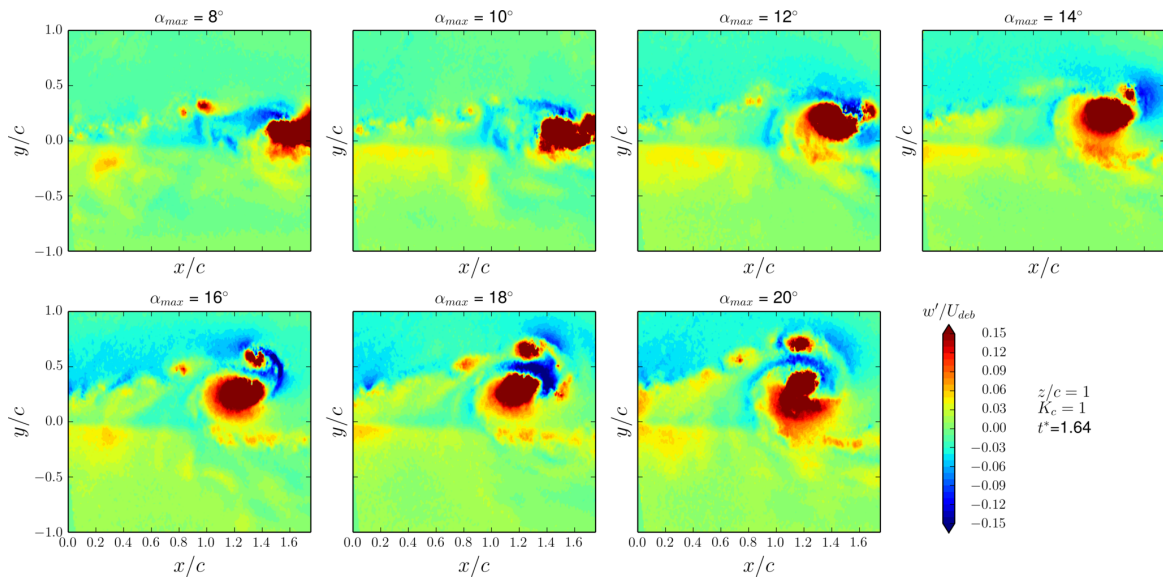 α_max = 8° α_max = 10° α_max = 12° α_max = 14°
1.0
0.5
0.0
−0.5
−1.0
y/c y/c y/c y/c
x/c x/c x/c x/c
α_max = 16° α_max = 18° α_max = 20°
1.0
0.5
0.0
−0.5
−1.0
y/c y/c y/c
0.0 0.2 0.4 0.6 0.8 1.0 1.2 1.4 1.6 0.0 0.2 0.4 0.6 0.8 1.0 1.2 1.4 1.6 0.0 0.2 0.4 0.6 0.8 1.0 1.2 1.4 1.6
x/c x/c x/c
w′/U_deb
0.15
0.12
0.09
0.06
0.03
0.00
−0.03
−0.06
−0.09
−0.12
−0.15
z/c = 1
K_c = 1
t*=1.64